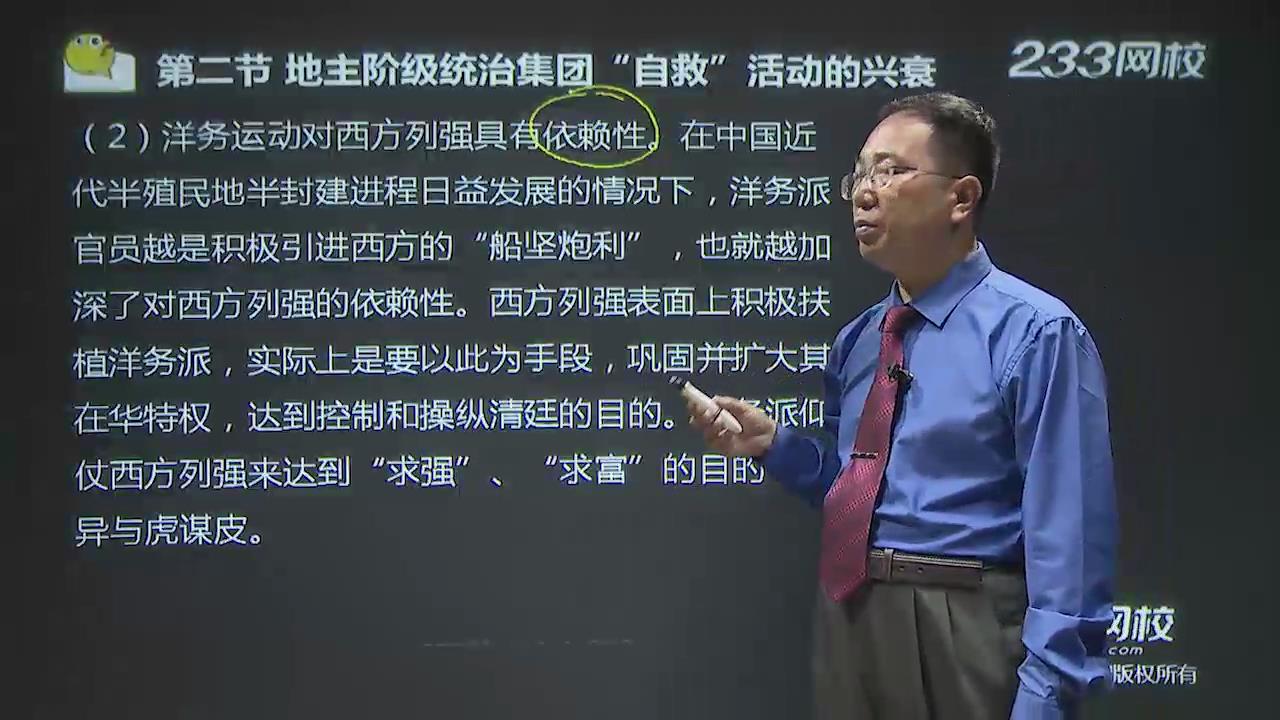 第二节 地主阶级统治集团“自救”活动的兴衰
233网校
（2）洋务运动对西方列强具有依赖性。在中国近
代半殖民地半封建进程日益发展的情况下，洋务派
官员越是积极引进西方的“船坚炮利”，也就越加
深了对西方列强的依赖性。西方列强表面上积极扶
植洋务派，实际上是要以此为手段，巩固并扩大其
在华特权，达到控制和操纵清廷的目的。 派仰
仗西方列强来达到“求强”、“求富”的目的
异与虎谋皮。
网校
.com
版权所有